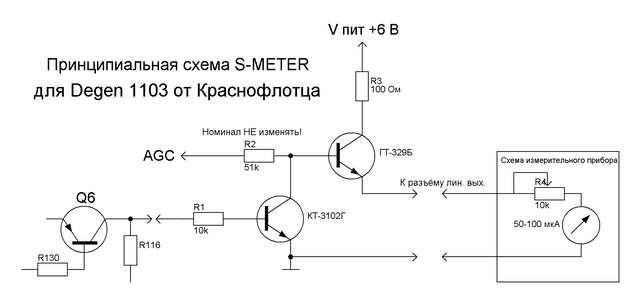 V пит +6 В
Принципиальная схема S-METER
для Degen 1103 от Краснофлотца
R3
100 Ом
Номинал НЕ изменять!
AGC
R2
51k
ГТ-329Б
Схема измерительного прибора
К разъёму лин. вых.
R4
10k
Q6
R1
10k
КТ-3102Г
50-100 мкА
R116
R130